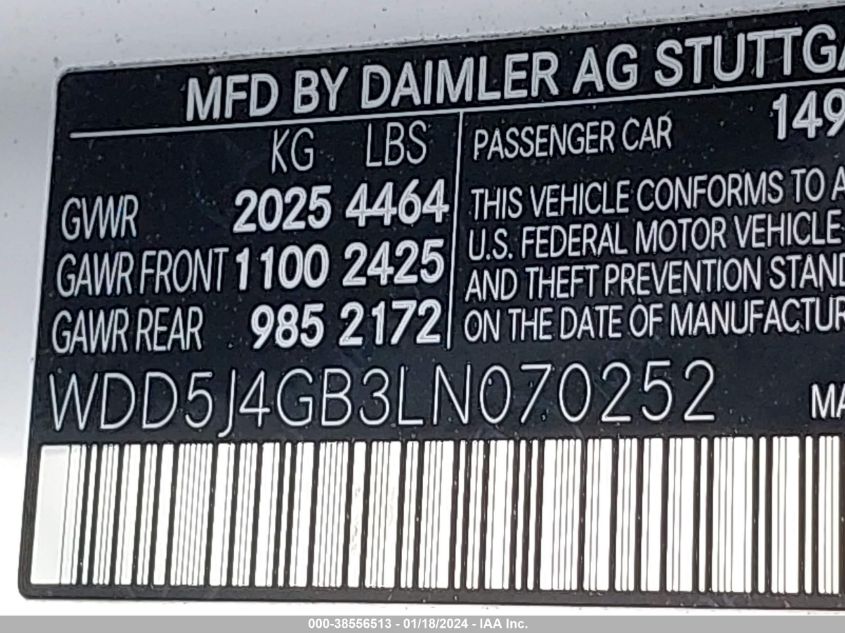 MFD BY DAIMLER AG STUTTGA
KG LBS
GVWR 2025 4464
GAWR FRONT 1100 2425
GAWR REAR 985 2172
PASSENGER CAR 149
THIS VEHICLE CONFORMS TO A
U.S. FEDERAL MOTOR VEHICLE
AND THEFT PREVENTION STAND
ON THE DATE OF MANUFACTUR
WDD5J4GB3LN070252 MA
000-38556513 - 01/18/2024 - IAA Inc.